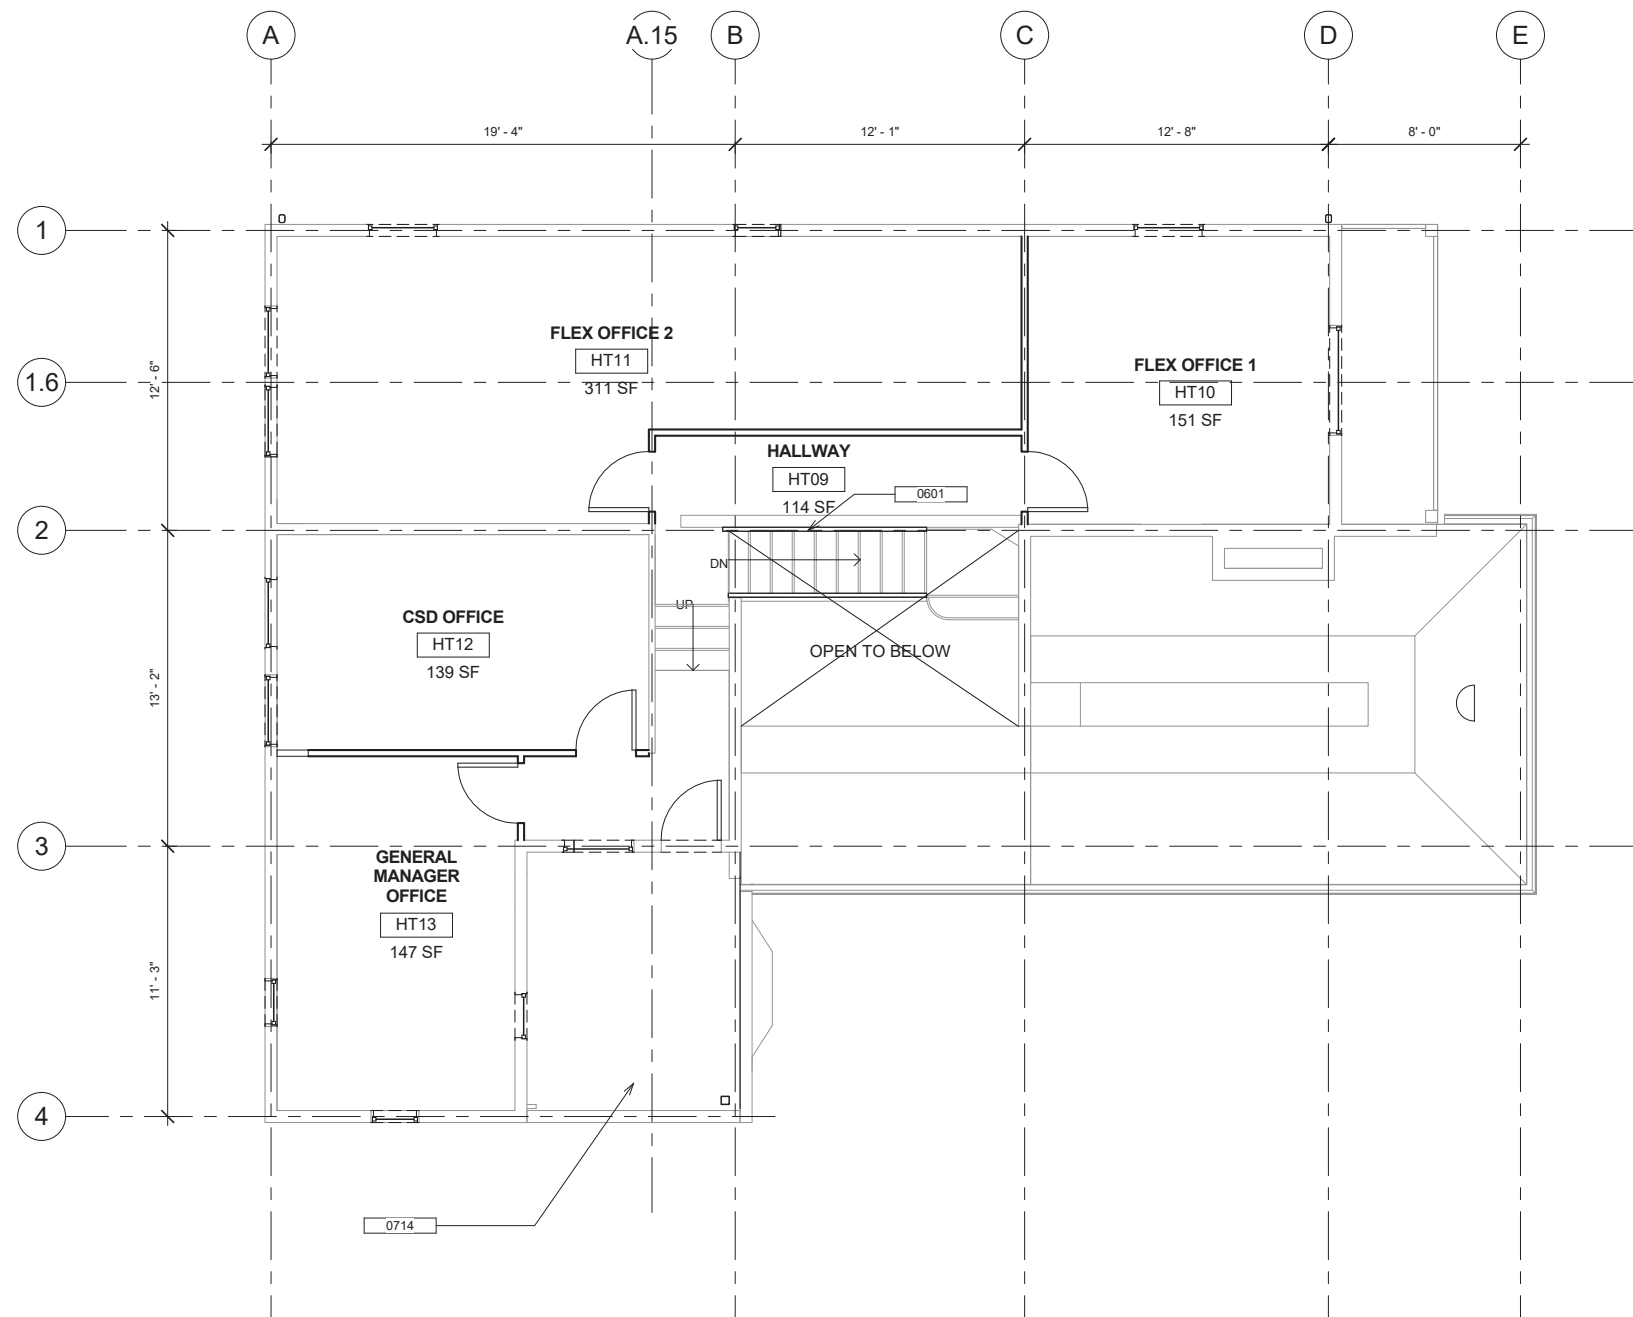 A
A.15
B
C
D
E
19' - 4"
12' - 1"
12' - 8"
8' - 0"
1
1.6
2
3
4
12' - 6"
13' - 2"
11' - 3"
FLEX OFFICE 2
HT11
311 SF
FLEX OFFICE 1
HT10
151 SF
HALLWAY
HT09
114 SF
0601
DN
UP
OPEN TO BELOW
CSD OFFICE
HT12
139 SF
GENERAL
MANAGER
OFFICE
HT13
147 SF
0714